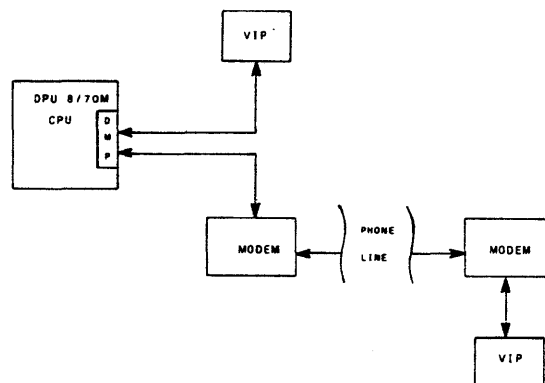 VIP
DPU 8/70M
CPU
D
M
P
MODEM
PHONE
LINE
MODEM
VIP